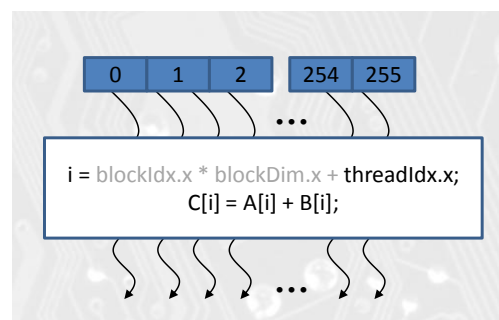 0 1 2 254 255
...
i = blockIdx.x * blockDim.x + threadIdx.x;
C[i] = A[i] + B[i];
...